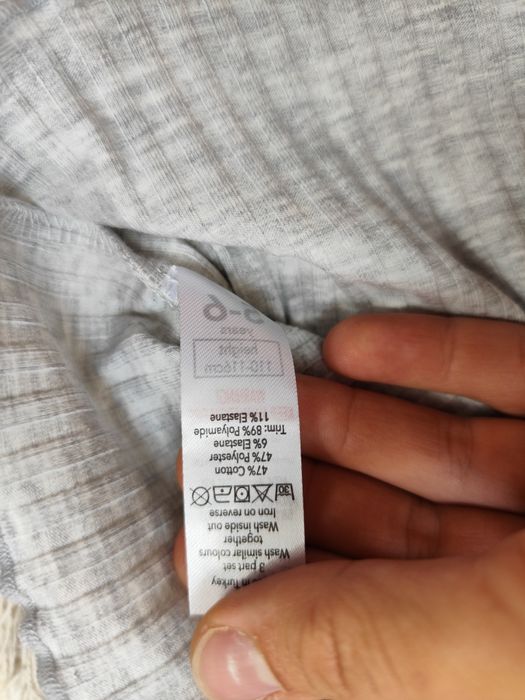 in Turkey
3 part set
Wash similar colours
together
Wash inside out
Iron on reverse
30
47% Cotton
47% Polyester
6% Elastane
Trim: 89% Polyamide
11% Elastane
5-6
years
height
110-116cm